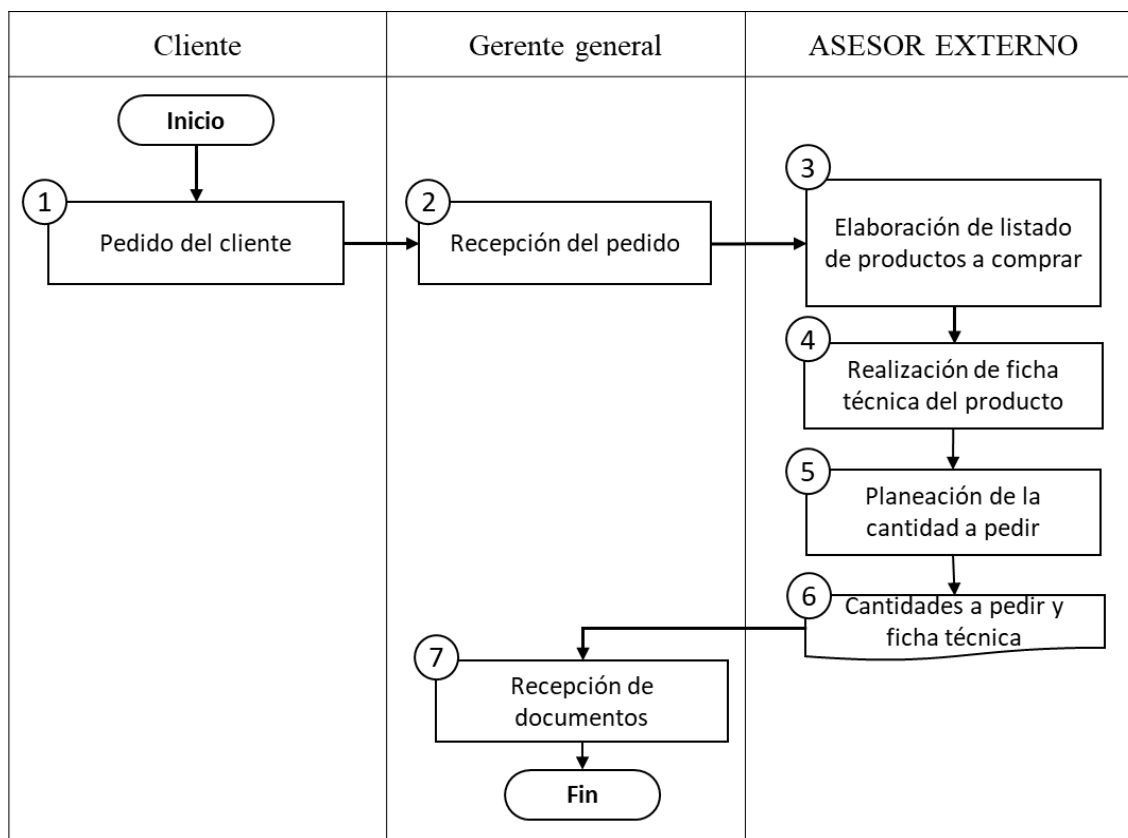 Cliente
Gerente general
ASESOR EXTERNO
Inicio
1
Pedido del cliente
2
Recepción del pedido
3
Elaboración de listado
de productos a comprar
4
Realización de ficha
técnica del producto
5
Planeación de la
cantidad a pedir
6
Cantidades a pedir y
ficha técnica
7
Recepción de
documentos
Fin